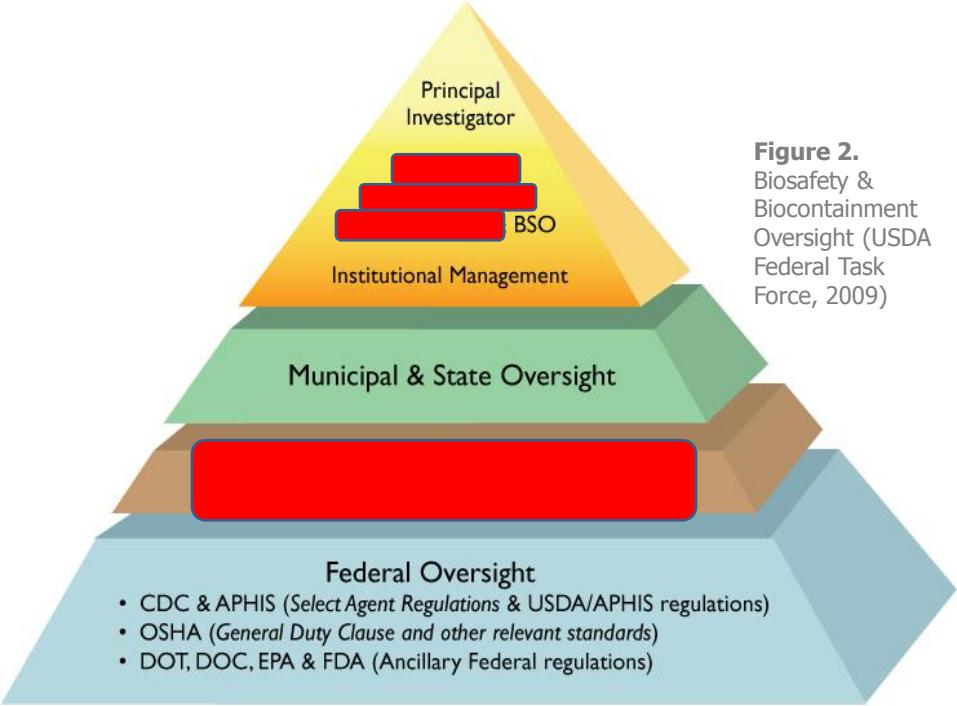 Principal
Investigator
BSO
Institutional Management
Figure 2.
Biosafety &
Biocontainment
Oversight (USDA
Federal Task
Force, 2009)
Municipal & State Oversight
Federal Oversight
• CDC & APHIS (Select Agent Regulations & USDA/APHIS regulations)
• OSHA (General Duty Clause and other relevant standards)
• DOT, DOC, EPA & FDA (Ancillary Federal regulations)